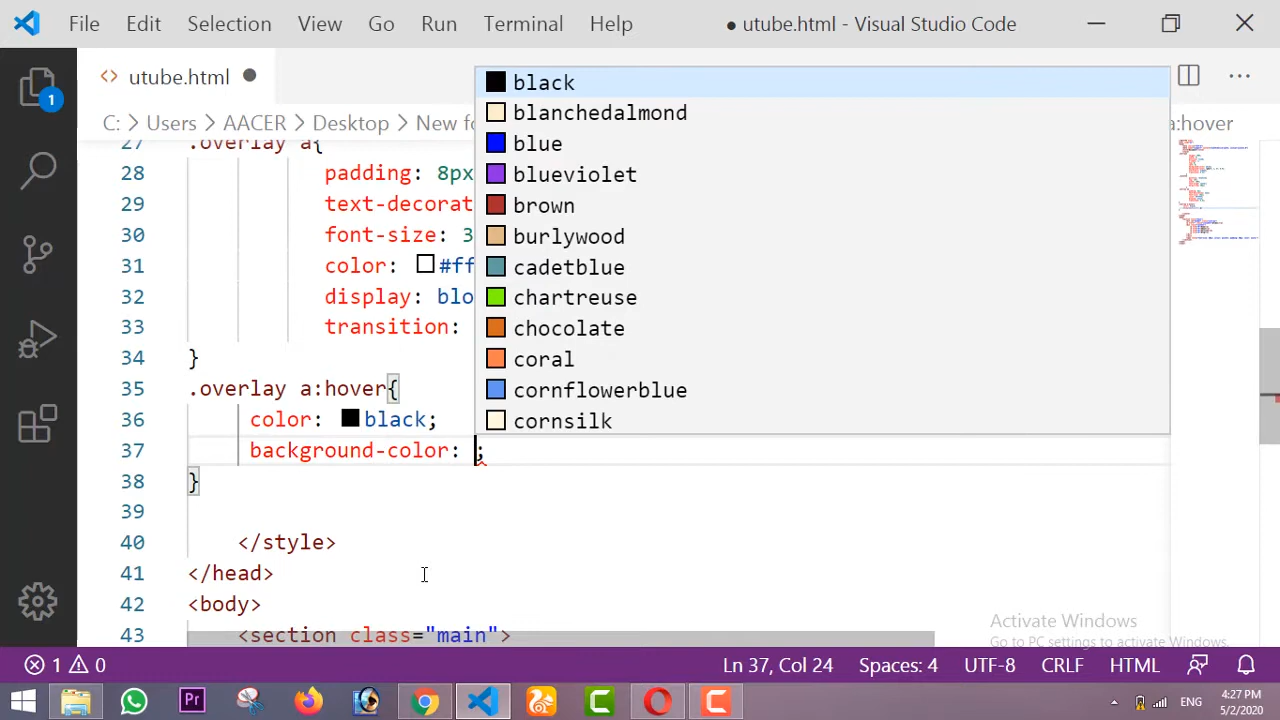 File Edit Selection View Go Run Terminal Help ● utube.html - Visual Studio Code
1
<> utube.html ●
...
C: > Users > AACER > Desktop > New fo
a:hover
27 .overlay a{
28 padding: 8px
29 text-decorat
30 font-size: 3
31 color: #ff
32 display: blo
33 transition:
34 }
35 .overlay a:hover{
36 color: black;
37 background-color: ;
38 }
39
40 </style>
41 </head>
42 <body>
43 <section class="main">
black
blanchedalmond
blue
blueviolet
brown
burlywood
cadetblue
chartreuse
chocolate
coral
cornflowerblue
cornsilk
Activate Windows
Go to PC settings to activate Windows.
1 0 Ln 37, Col 24 Spaces: 4 UTF-8 CRLF HTML
Pr C C ENG
4:27 PM
5/2/2020